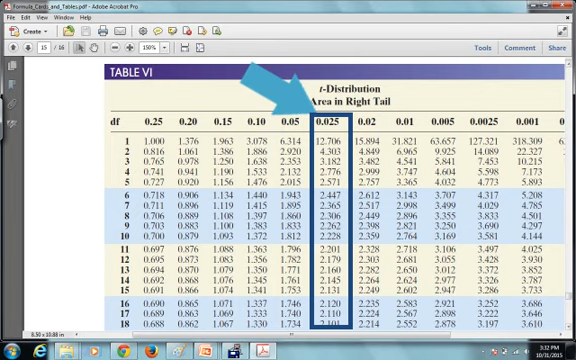 Formula_Cards_and_Tables.pdf - Adobe Acrobat Pro
File Edit View Window Help
Create
15 / 16 150% Tools Comment Share
TABLE VI
t-Distribution
Area in Right Tail
df 0.25 0.20 0.15 0.10 0.05 0.025 0.02 0.01 0.005 0.0025 0.001
1 1.000 1.376 1.963 3.078 6.314 12.706 15.894 31.821 63.657 127.321 318.309
2 0.816 1.061 1.386 1.886 2.920 4.303 4.849 6.965 9.925 14.089 22.327
3 0.765 0.978 1.250 1.638 2.353 3.182 3.482 4.541 5.841 7.453 10.215
4 0.741 0.941 1.190 1.533 2.132 2.776 2.999 3.747 4.604 5.598 7.173
5 0.727 0.920 1.156 1.476 2.015 2.571 2.757 3.365 4.032 4.773 5.893
6 0.718 0.906 1.134 1.440 1.943 2.447 2.612 3.143 3.707 4.317 5.208
7 0.711 0.896 1.119 1.415 1.895 2.365 2.517 2.998 3.499 4.029 4.785
8 0.706 0.889 1.108 1.397 1.860 2.306 2.449 2.896 3.355 3.833 4.501
9 0.703 0.883 1.100 1.383 1.833 2.262 2.398 2.821 3.250 3.690 4.297
10 0.700 0.879 1.093 1.372 1.812 2.228 2.359 2.764 3.169 3.581 4.144
11 0.697 0.876 1.088 1.363 1.796 2.201 2.328 2.718 3.106 3.497 4.025
12 0.695 0.873 1.083 1.356 1.782 2.179 2.303 2.681 3.055 3.428 3.930
13 0.694 0.870 1.079 1.350 1.771 2.160 2.282 2.650 3.012 3.372 3.852
14 0.692 0.868 1.076 1.345 1.761 2.145 2.264 2.624 2.977 3.326 3.787
15 0.691 0.866 1.074 1.341 1.753 2.131 2.249 2.602 2.947 3.286 3.733
16 0.690 0.865 1.071 1.337 1.746 2.120 2.235 2.583 2.921 3.252 3.686
17 0.689 0.863 1.069 1.333 1.740 2.110 2.224 2.567 2.898 3.222 3.646
18 0.688 0.862 1.067 1.330 1.734 2.101 2.214 2.552 2.878 3.197 3.610
8.50 x 10.88 in
3:32 PM
10/31/2015